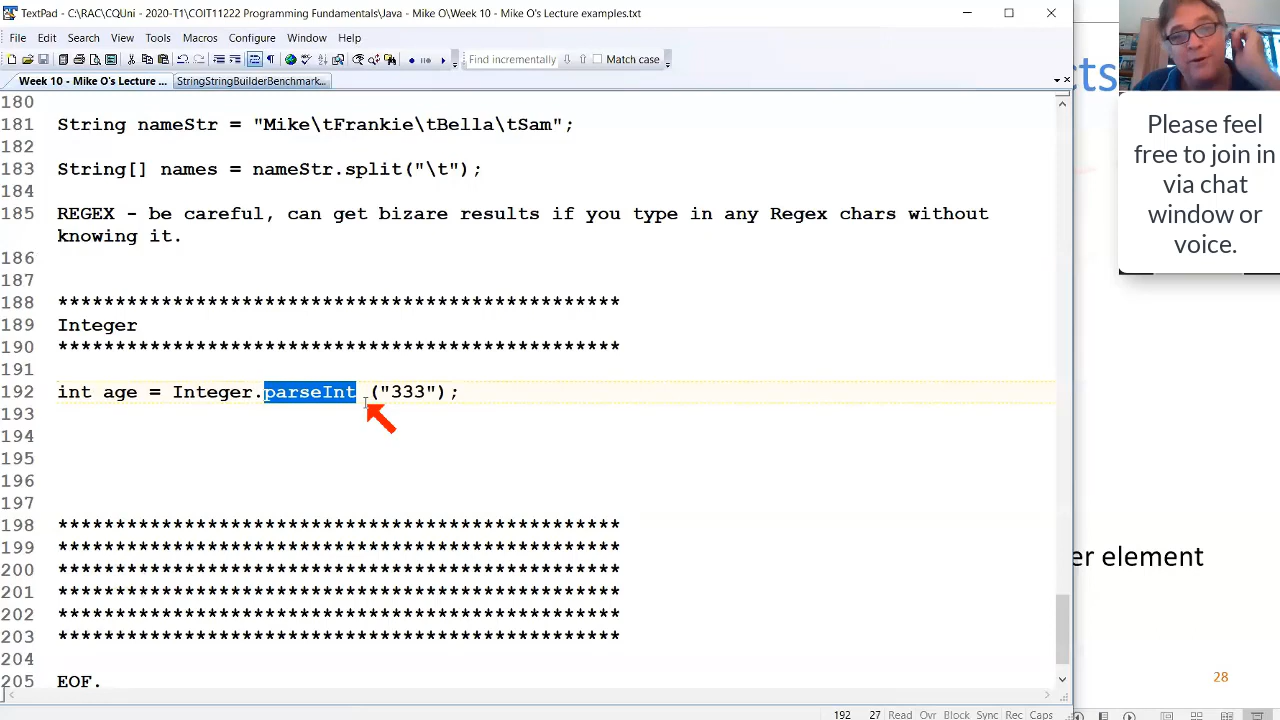 TextPad - C:\RAC\CQUni - 2020-T1\COIT11222 Programming Fundamentals\Java - Mike O\Week 10 - Mike O's Lecture examples.txt
File Edit Search View Tools Macros Configure Window Help
Find incrementally Match case
Week 10 - Mike O's Lecture ... StringStringBuilderBenchmark...
180
181 String nameStr = "Mike\tFrankie\tBella\tSam";
182
183 String[] names = nameStr.split("\t");
184
185 REGEX - be careful, can get bizare results if you type in any Regex chars without
knowing it.
186
187
188 *************************************************
189 Integer
190 *************************************************
191
192 int age = Integer.parseInt ("333");
193
194
195
196
197
198 *************************************************
199 *************************************************
200 *************************************************
201 *************************************************
202 *************************************************
203 *************************************************
204
205 EOF.
192 27 Read Ovr Block Sync Rec Caps
cts
Please feel
free to join in
via chat
window or
voice.
er element
28